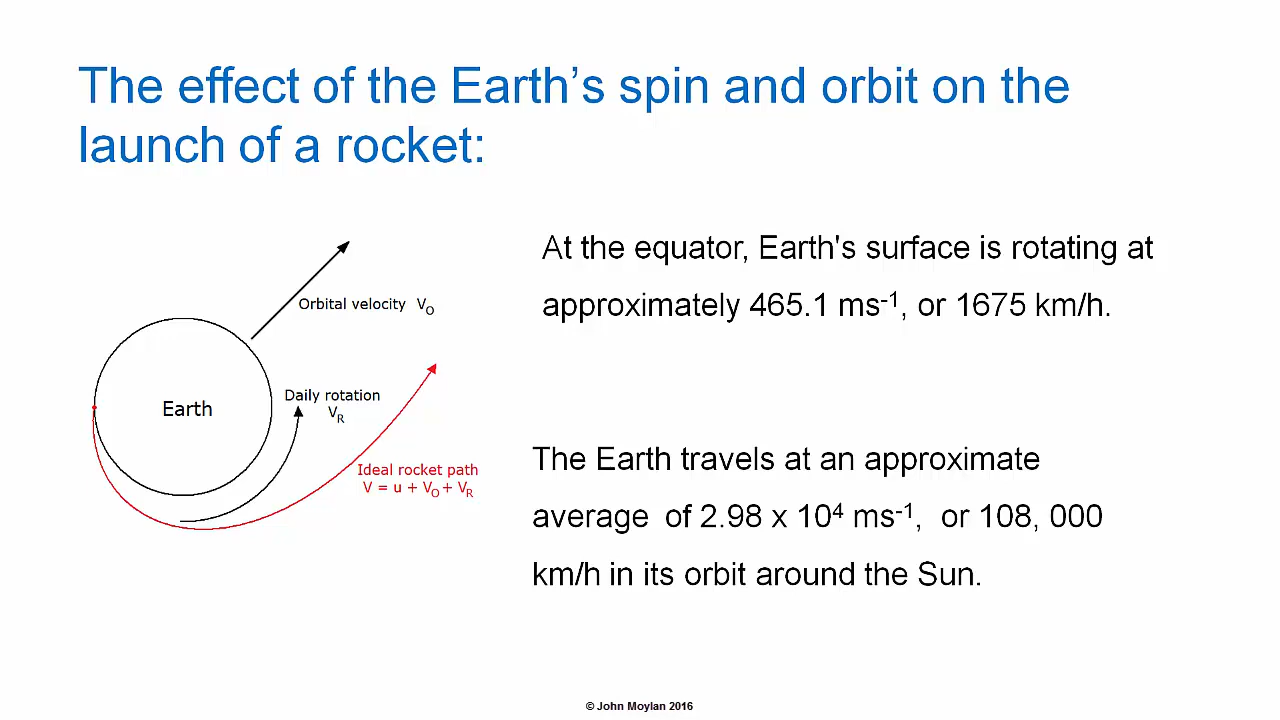 The effect of the Earth’s spin and orbit on the
launch of a rocket:
Orbital velocity V₀
Earth
Daily rotation
V_R
Ideal rocket path
V = u + V₀ + V_R
At the equator, Earth's surface is rotating at
approximately 465.1 ms⁻¹, or 1675 km/h.
The Earth travels at an approximate
average of 2.98 x 10⁴ ms⁻¹, or 108, 000
km/h in its orbit around the Sun.
© John Moylan 2016